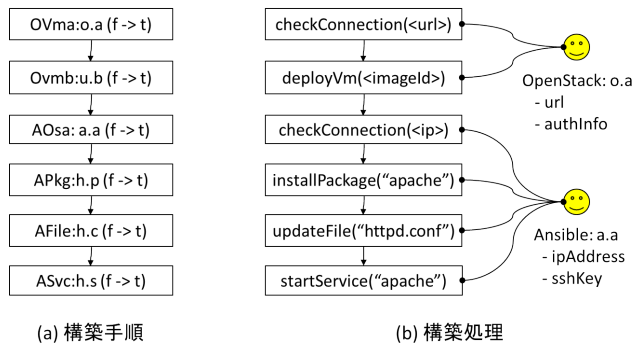 OVma:o.a (f -> t)
Ovmb:u.b (f -> t)
AOsa: a.a (f -> t)
APkg:h.p (f -> t)
AFile:h.c (f -> t)
ASvc:h.s (f -> t)
(a) 構築手順
checkConnection(<url>)
deployVm(<imageId>)
checkConnection(<ip>)
installPackage(“apache”)
updateFile(“httpd.conf”)
startService(“apache”)
(b) 構築処理
OpenStack: o.a
- url
- authInfo
Ansible: a.a
- ipAddress
- sshKey